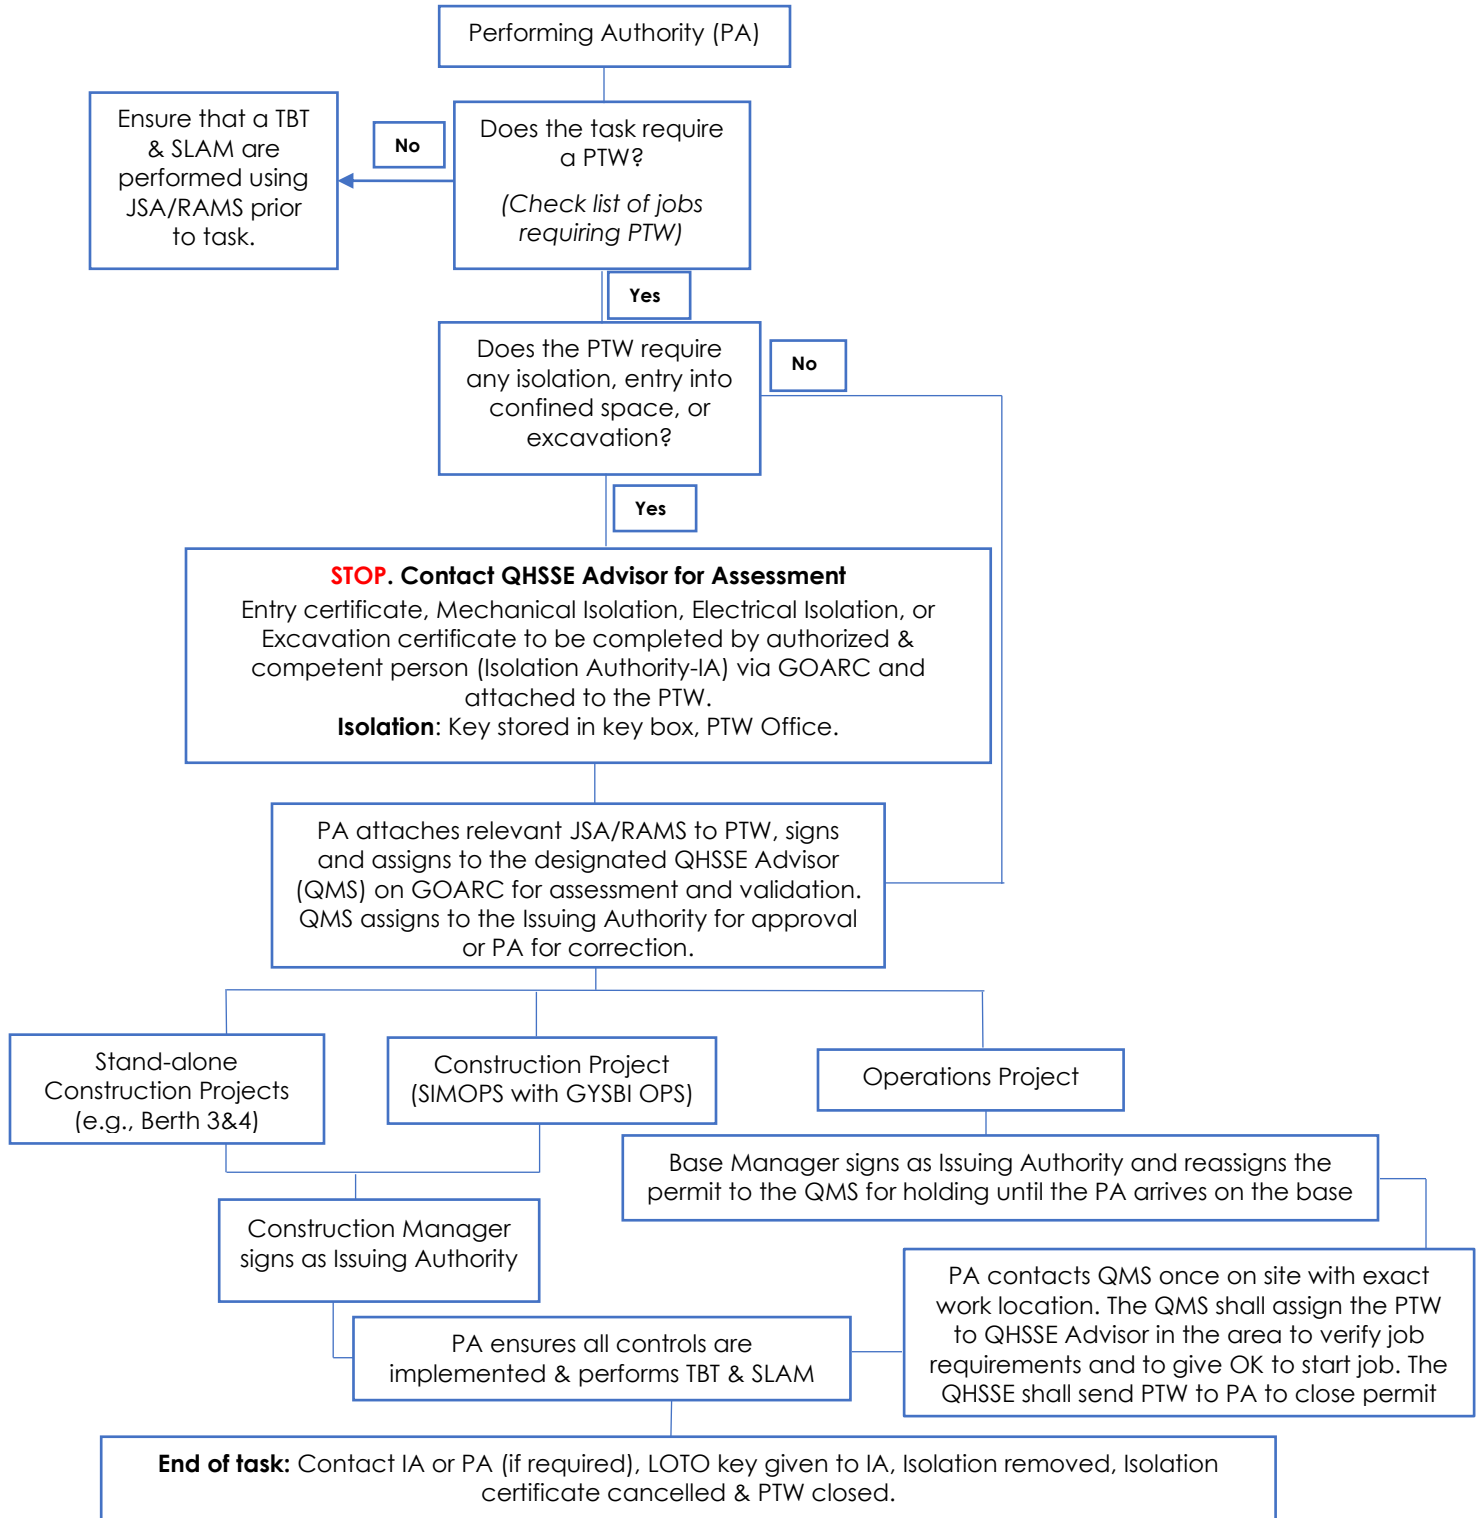 Performing Authority (PA)
Ensure that a TBT
& SLAM are
performed using
JSA/RAMS prior
to task.
No
Does the task require
a PTW?
(Check list of jobs
requiring PTW)
Yes
Does the PTW require
any isolation, entry into
confined space, or
excavation?
No
Yes
STOP. Contact QHSSE Advisor for Assessment
Entry certificate, Mechanical Isolation, Electrical Isolation, or
Excavation certificate to be completed by authorized &
competent person (Isolation Authority-IA) via GOARC and
attached to the PTW.
Isolation: Key stored in key box, PTW Office.
PA attaches relevant JSA/RAMS to PTW, signs
and assigns to the designated QHSSE Advisor
(QMS) on GOARC for assessment and validation.
QMS assigns to the Issuing Authority for approval
or PA for correction.
Stand-alone
Construction Projects
(e.g., Berth 3&4)
Construction Project
(SIMOPS with GYSBI OPS)
Operations Project
Base Manager signs as Issuing Authority and reassigns the
permit to the QMS for holding until the PA arrives on the base
Construction Manager
signs as Issuing Authority
PA contacts QMS once on site with exact
work location. The QMS shall assign the PTW
to QHSSE Advisor in the area to verify job
requirements and to give OK to start job. The
QHSSE shall send PTW to PA to close permit
PA ensures all controls are
implemented & performs TBT & SLAM
End of task: Contact IA or PA (if required), LOTO key given to IA, Isolation removed, Isolation
certificate cancelled & PTW closed.